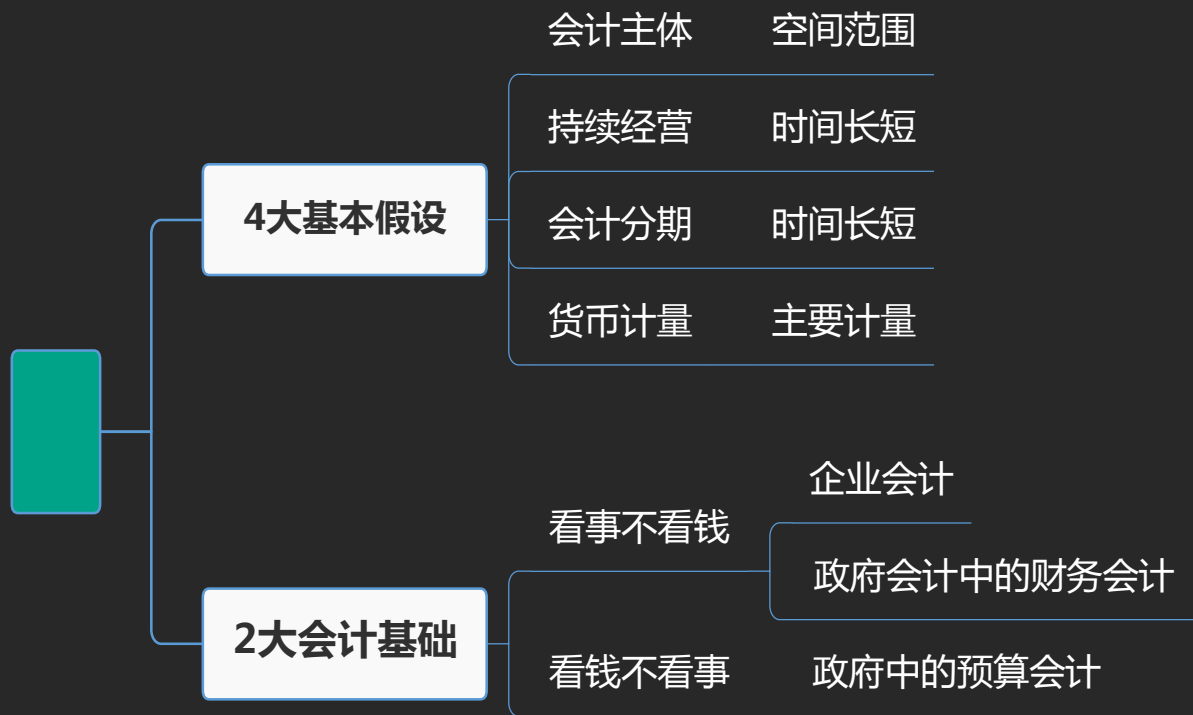 会计主体 空间范围
持续经营 时间长短
4大基本假设
会计分期 时间长短
货币计量 主要计量
企业会计
看事不看钱
政府会计中的财务会计
2大会计基础
看钱不看事 政府中的预算会计